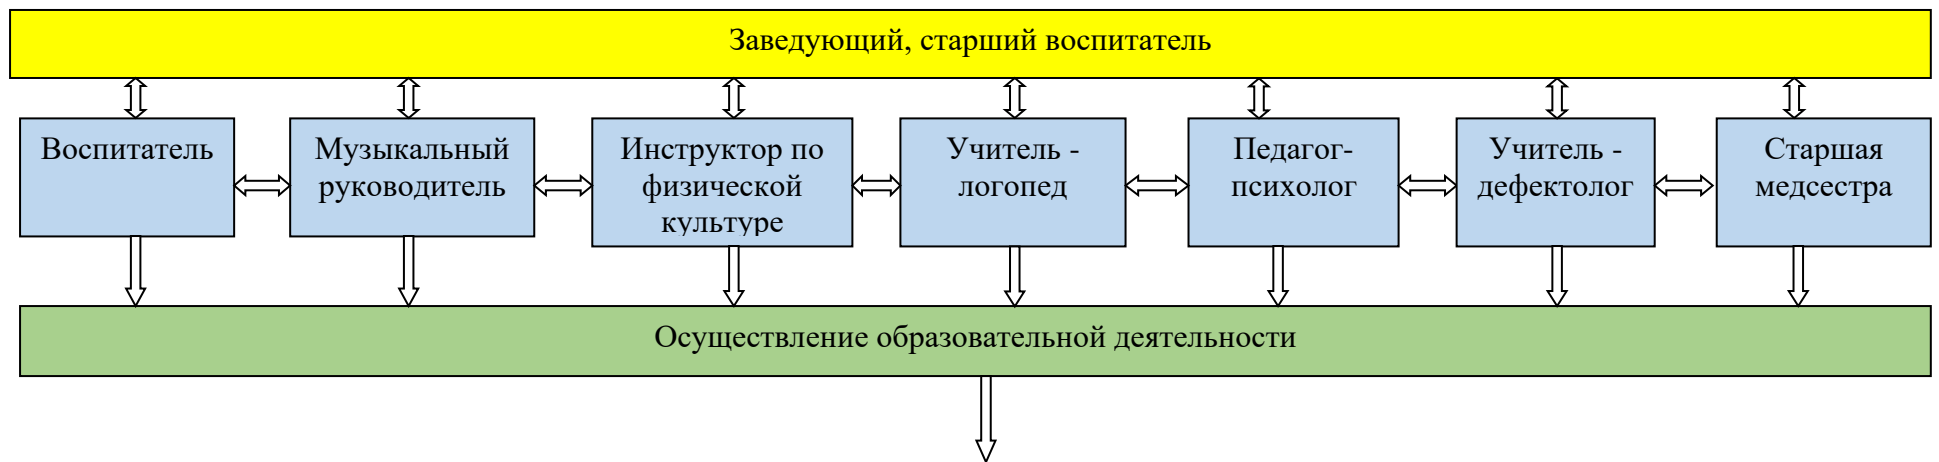 Заведующий, старший воспитатель
Воспитатель
Музыкальный
руководитель
Инструктор по
физической
культуре
Учитель -
логопед
Педагог-
психолог
Учитель -
дефектолог
Старшая
медсестра
Осуществление образовательной деятельности